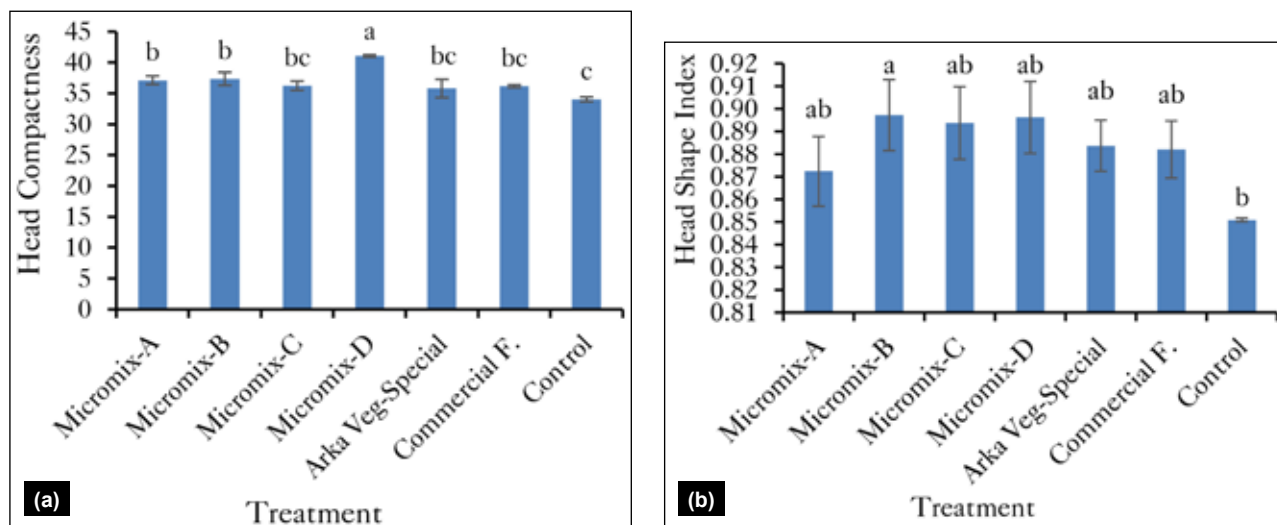 Head Compactness
45
40
35
30
25
20
15
10
5
0
b
b
bc
a
bc
bc
c
Micromix-A
Micromix-B
Micromix-C
Micromix-D
Arka Veg-Special
Commercial F.
Control
Treatment
(a)
Head Shape Index
0.92
0.90
0.89
0.88
0.87
0.86
0.85
0.84
0.83
0.82
0.81
ab
a
ab
ab
ab
ab
b
Micromix-A
Micromix-B
Micromix-C
Micromix-D
Arka Veg-Special
Commercial F.
Control
Treatment
(b)